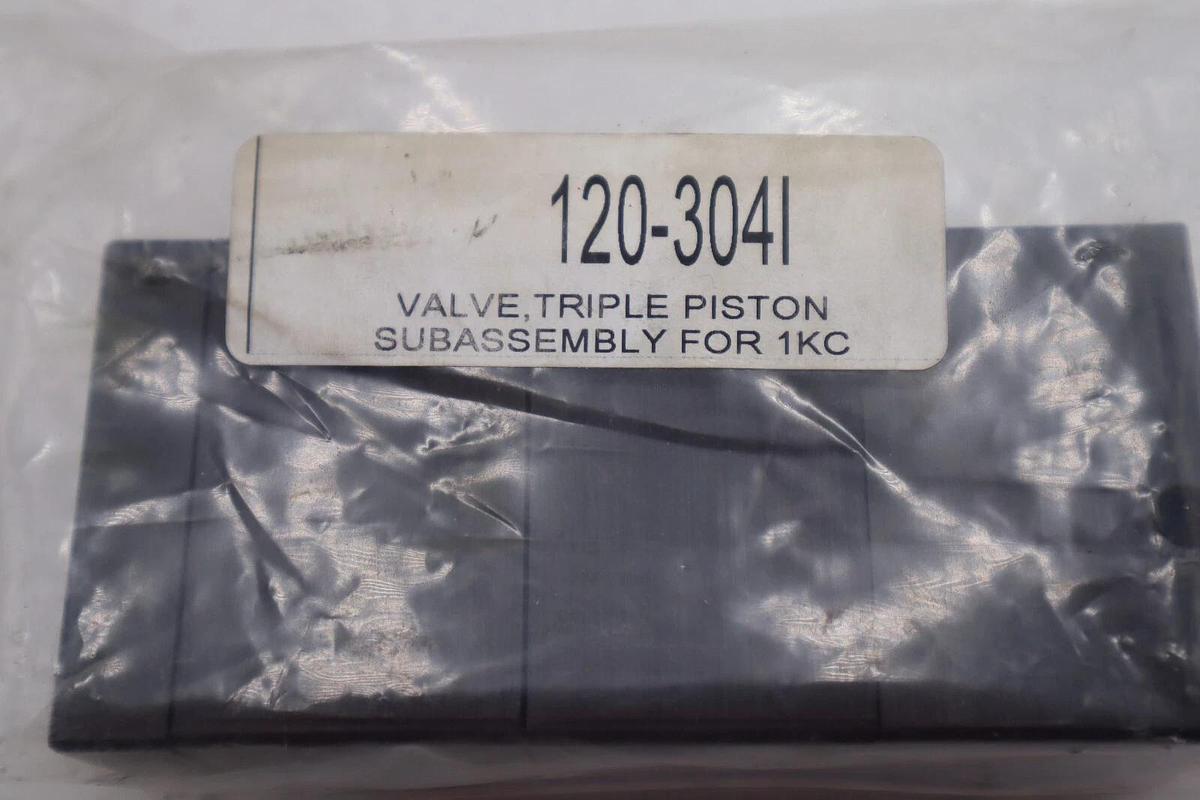 120-304I
VALVE,TRIPLE PISTON
SUBASSEMBLY FOR 1KC